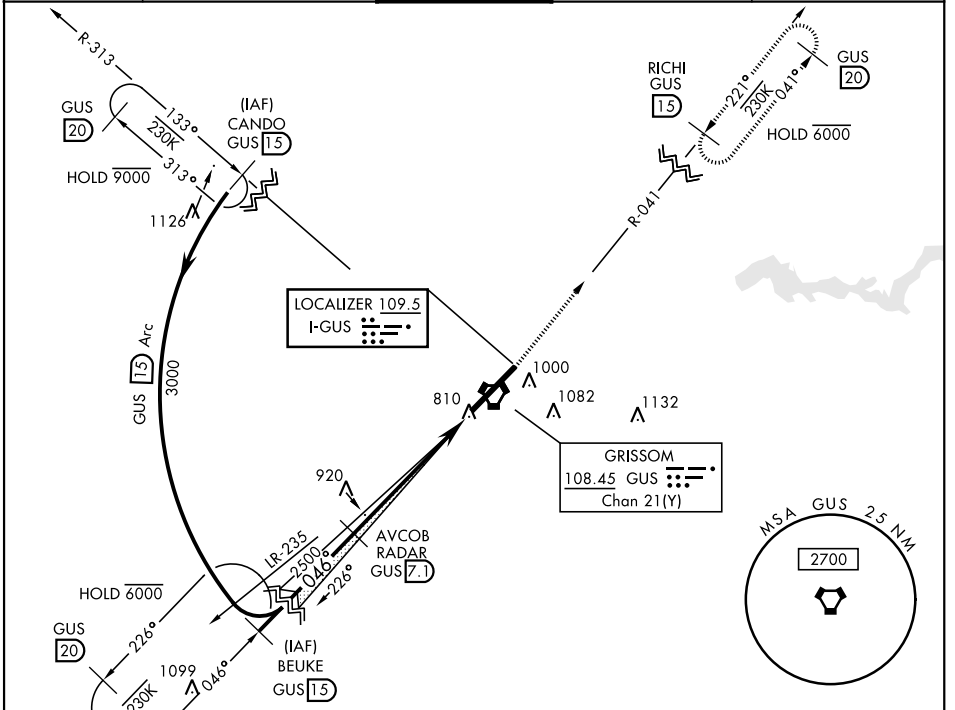 R-313
GUS
20
133°
230K
313°
HOLD 9000
(IAF)
CANDO
GUS 15
1126
RICHI
GUS
15
221°
230K
041°
GUS
20
HOLD 6000
R-041
LOCALIZER 109.5
I-GUS
GUS 15 Arc
3000
810
1000
1082
1132
GRISSOM
108.45 GUS
Chan 21(Y)
920
AVCOB
RADAR
GUS 7.1
LR-235
2500
046°
226°
HOLD 6000
GUS
20
226°
230K
1099
046°
(IAF)
BEUKE
GUS 15
MSA GUS 25 NM
2700